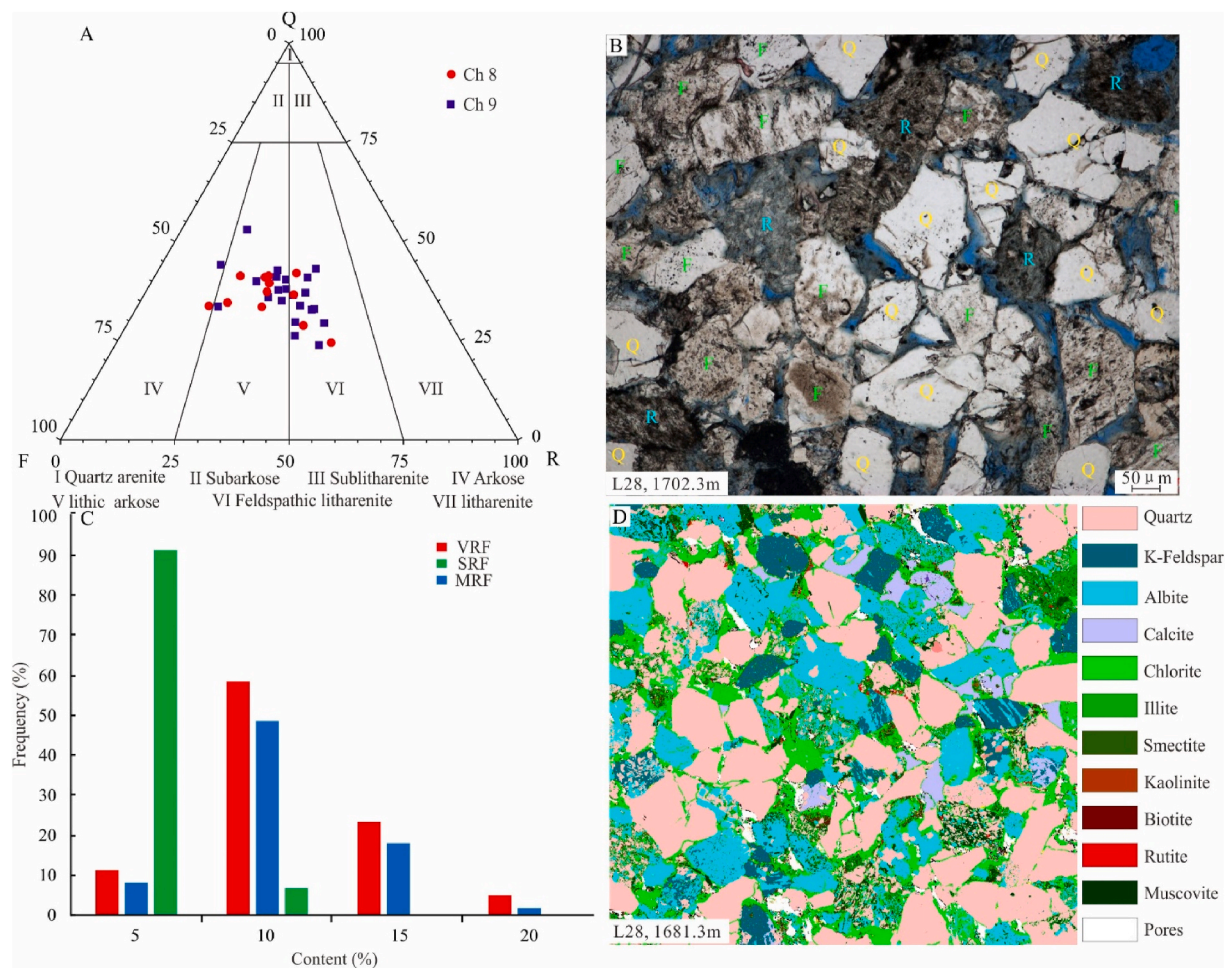 A
Q
0 100
I
II III
Ch 8
Ch 9
25 75
50 50
75 25
IV V VI VII
100 0
F 0 25 50 75 100 R
I Quartz arenite II Subarkose III Sublitharenite IV Arkose
V lithic arkose VI Feldspathic litharenite VII litharenite
B
F Q Q
F R
F R F Q
Q
F Q
R Q R
F F Q
F Q F Q
Q F F
F Q
R F
F
Q Q Q
L28, 1702.3m
50 μm
C
Frequency (%)
100
90
80
70
60
50
40
30
20
10
0
VRF
SRF
MRF
5 10 15 20
Content (%)
D
L28, 1681.3m
Quartz
K-Feldspar
Albite
Calcite
Chlorite
Illite
Smectite
Kaolinite
Biotite
Rutite
Muscovite
Pores